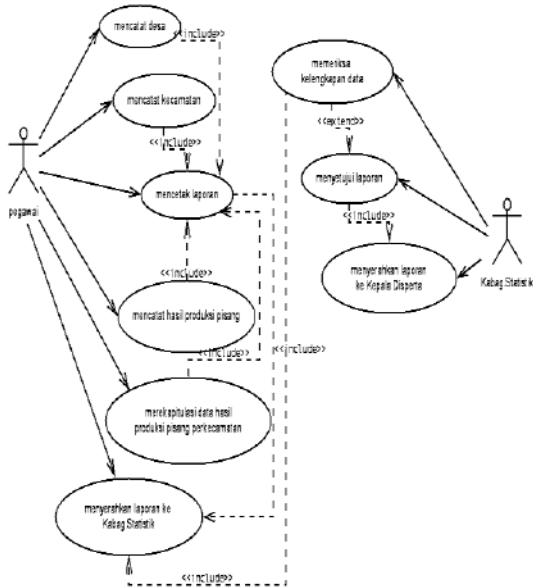 mencatat desa
<<include>>
memeriksa
kelengkapan data
mencatat kecamatan
<<include>>
<<extend>>
pegawai
mencetak laporan
menyetujui laporan
<<include>>
menyerahkan laporan
ke Kepala Disperta
Kabag Statistik
<<include>>
mencatat hasil produksi pisang
<<include>>
<<include>>
merekapitulasi data hasil
produksi pisang perkecamatan
menyerahkan laporan ke
Kabag Statistik
<<include>>